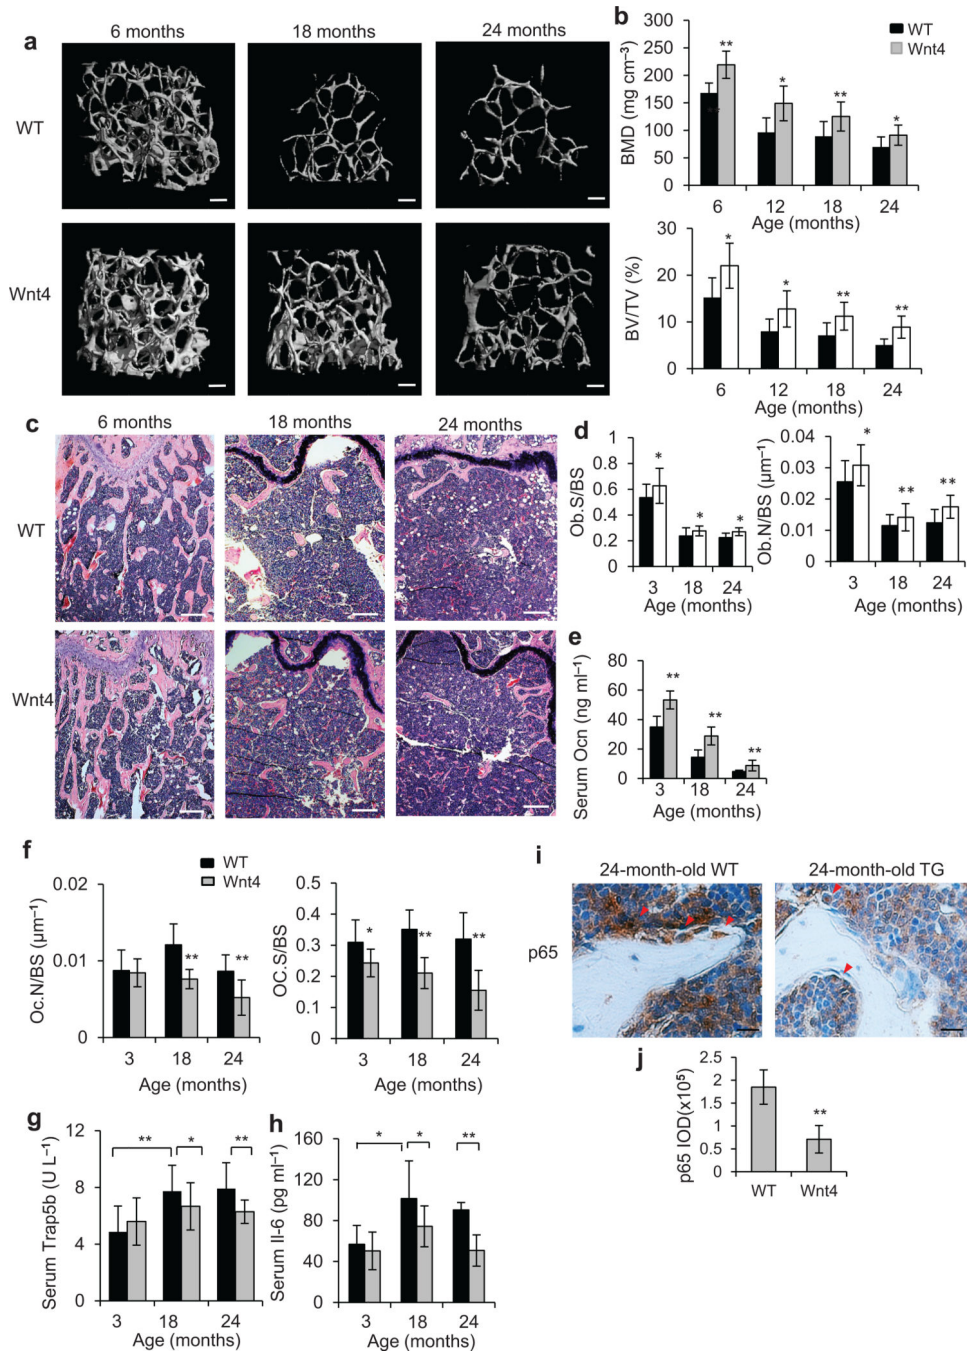 a
6 months
18 months
24 months
WT
Wnt4
b
WT
Wnt4
BMD (mg cm⁻³)
300
250
200
150
100
50
0
**
*
**
*
**
6
12
18
24
Age (months)
BV/TV (%)
30
20
10
0
*
*
**
**
6
12
18
24
Age (months)
c
6 months
18 months
24 months
WT
Wnt4
d
Ob.S/BS
1
0.8
0.6
0.4
0.2
0
*
*
*
3
18
24
Age (months)
Ob.N/BS (µm⁻¹)
0.04
0.03
0.02
0.01
0
*
**
**
3
18
24
Age (months)
e
Serum Ocn (ng ml⁻¹)
80
60
40
20
0
**
**
**
3
18
24
Age (months)
f
WT
Wnt4
Oc.N/BS (µm⁻¹)
0.02
0.01
0
**
**
3
18
24
Age (months)
OC.S/BS
0.5
0.4
0.3
0.2
0.1
0
*
**
**
3
18
24
Age (months)
g
Serum Trap5b (U L⁻¹)
12
8
4
0
**
*
**
3
18
24
Age (months)
h
Serum Il-6 (pg ml⁻¹)
160
120
80
40
0
*
*
**
3
18
24
Age (months)
i
24-month-old WT
24-month-old TG
p65
j
p65 IOD(x10⁵)
2.5
2
1.5
1
0.5
0
**
WT
Wnt4